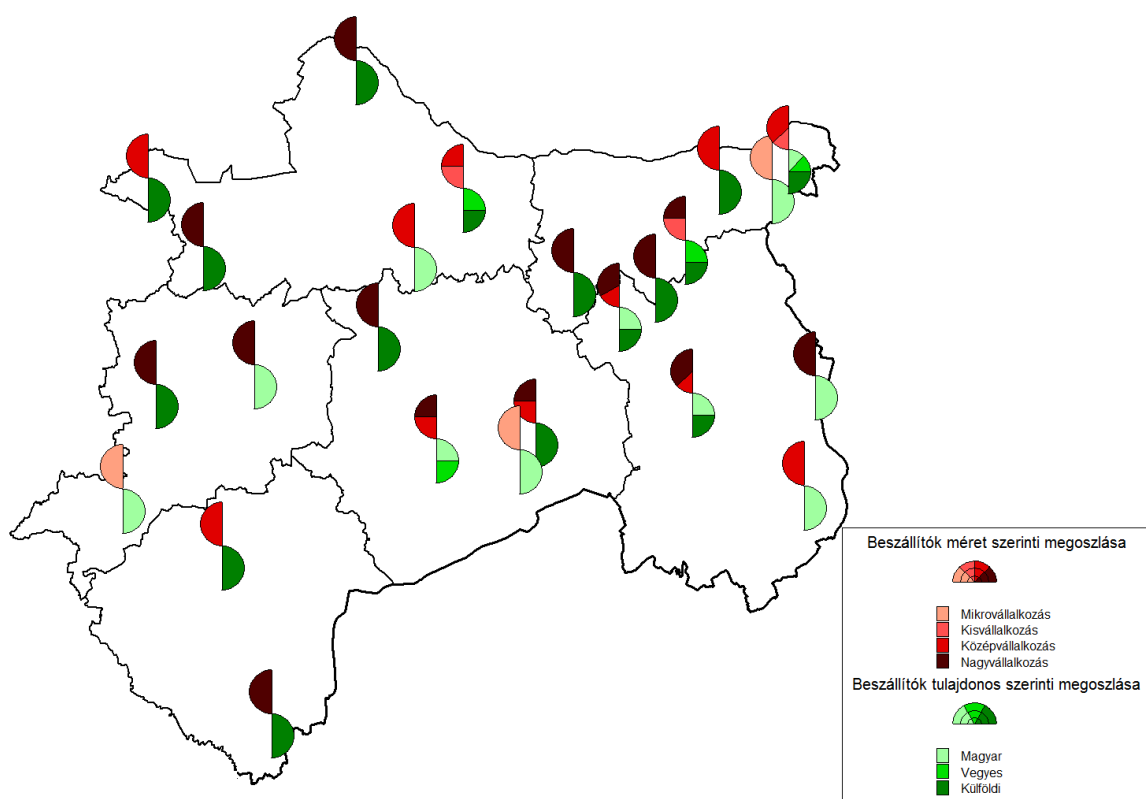 Beszállítók méret szerinti megoszlása
Mikrovállalkozás
Kisvállalkozás
Középvállalkozás
Nagyvállalkozás
Beszállítók tulajdonos szerinti megoszlása
Magyar
Vegyes
Külföldi